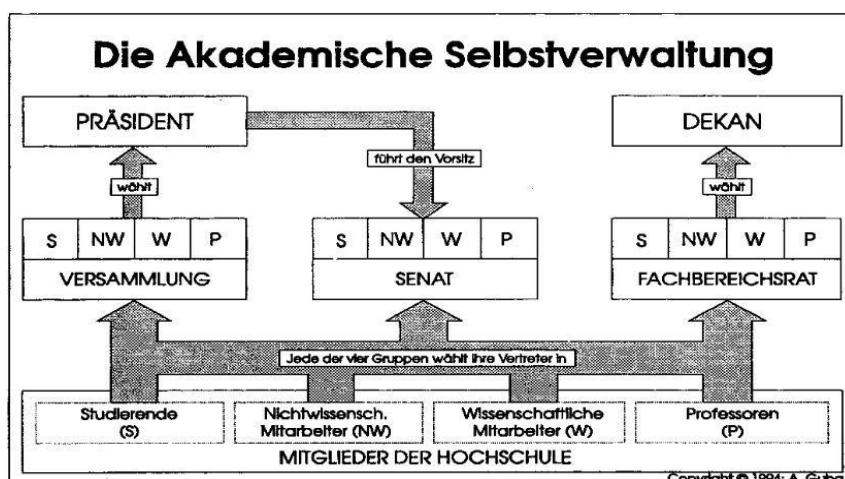 Die Akademische Selbstverwaltung
PRÄSIDENT
DEKAN
führt den Vorsitz
wählt
wählt
S NW W P
S NW W P
S NW W P
VERSAMMLUNG
SENAT
FACHBEREICHSRAT
Jede der vier Gruppen wählt ihre Vertreter in
Studierende
(S)
Nichtwissensch.
Mitarbeiter (NW)
Wissenschaftliche
Mitarbeiter (W)
Professoren
(P)
MITGLIEDER DER HOCHSCHULE
Copyright © 1994: A. Guba